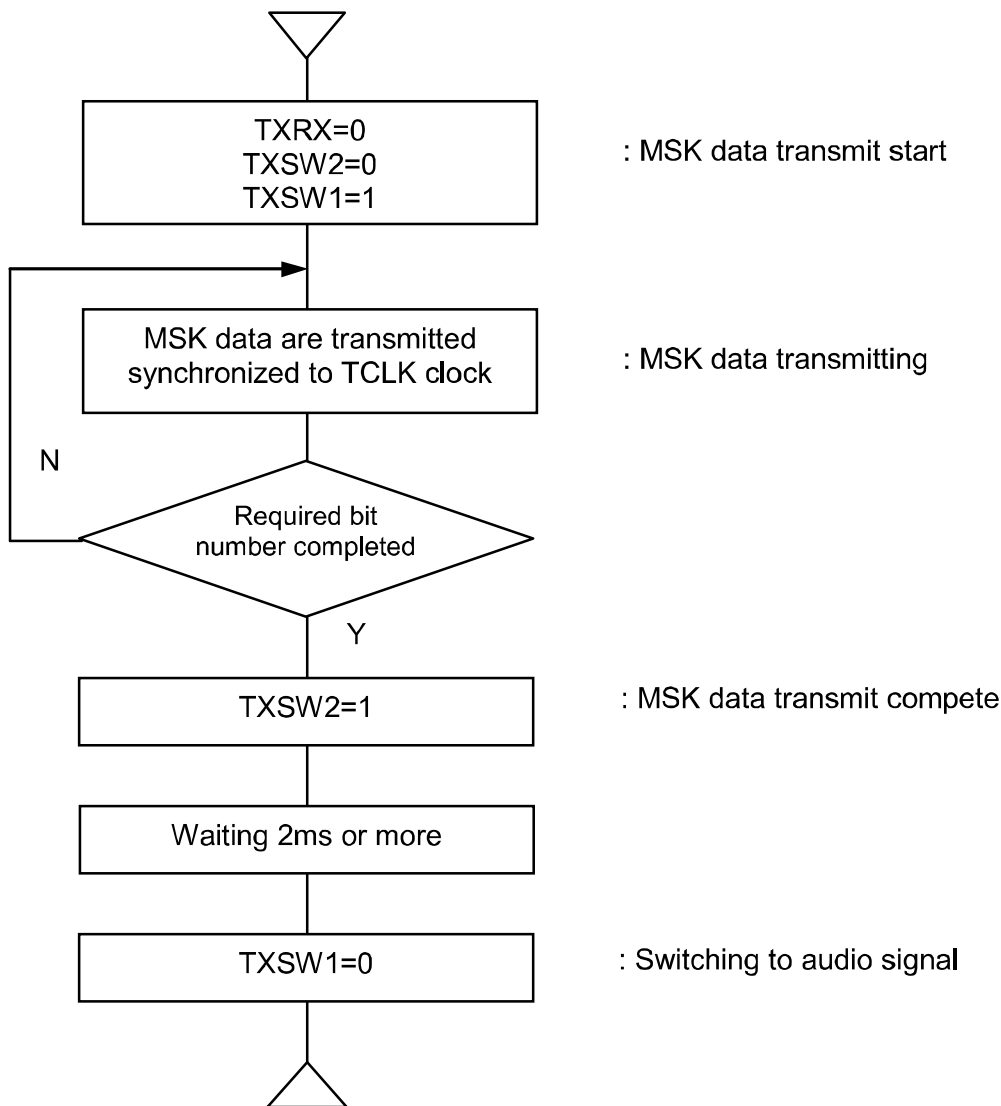 TXRX=0
TXSW2=0
TXSW1=1
: MSK data transmit start
MSK data are transmitted
synchronized to TCLK clock
: MSK data transmitting
N
Required bit
number completed
Y
TXSW2=1
: MSK data transmit compete
Waiting 2ms or more
TXSW1=0
: Switching to audio signal